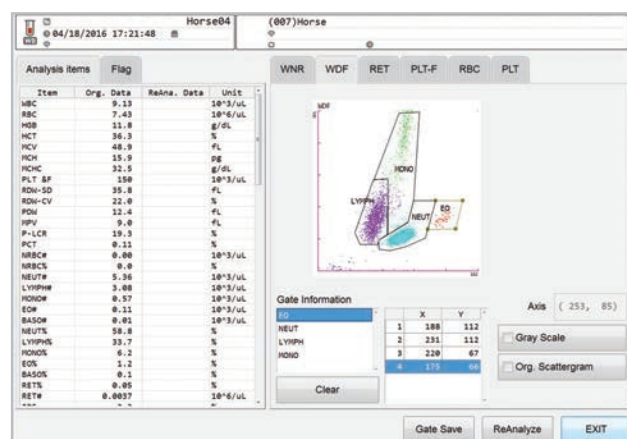 Horse04 (007)Horse
04/18/2016 17:21:48
Analysis items Flag
WNR WDF RET PLT-F RBC PLT
Item Org. Data ReAna. Data Unit
WBC 9.13 10^3/uL
RBC 7.43 10^6/uL
HGB 11.8 g/dL
HCT 36.3 %
MCV 48.9 fL
MCH 15.9 pg
MCHC 32.5 g/dL
PLT &F 150 10^3/uL
RDW-SD 35.8 fL
RDW-CV 22.0 %
PDW 12.4 fL
MPV 9.0 fL
P-LCR 19.3 %
PCT 0.11 %
NRBC# 0.00 10^3/uL
NRBC% 0.0 %
NEUT# 5.36 10^3/uL
LYMPH# 3.08 10^3/uL
MONO# 0.57 10^3/uL
EO# 0.11 10^3/uL
BASO# 0.01 10^3/uL
NEUT% 58.8 %
LYMPH% 33.7 %
MONO% 6.2 %
EO% 1.2 %
BASO% 0.1 %
RET% 0.05 %
RET# 0.0037 10^6/uL
WDF
MONO
LYMPH
EO
NEUT
Gate Information
EO
NEUT
LYMPH
MONO
Clear
X Y
1 188 112
2 231 112
3 220 67
4 175 66
Axis ( 253, 85)
Gray Scale
Org. Scattergram
Gate Save ReAnalyze EXIT